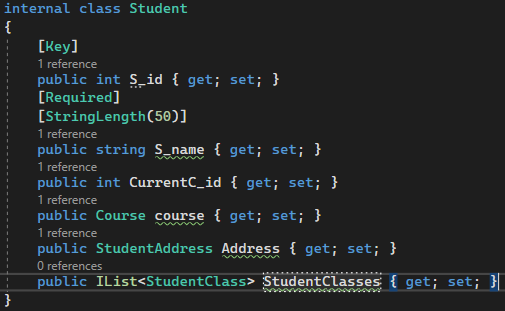 internal class Student
{
[Key]
1 reference
public int S_id { get; set; }
[Required]
[StringLength(50)]
1 reference
public string S_name { get; set; }
1 reference
public int CurrentC_id { get; set; }
1 reference
public Course course { get; set; }
1 reference
public StudentAddress Address { get; set; }
0 references
public IList<StudentClass> StudentClasses { get; set; }
}